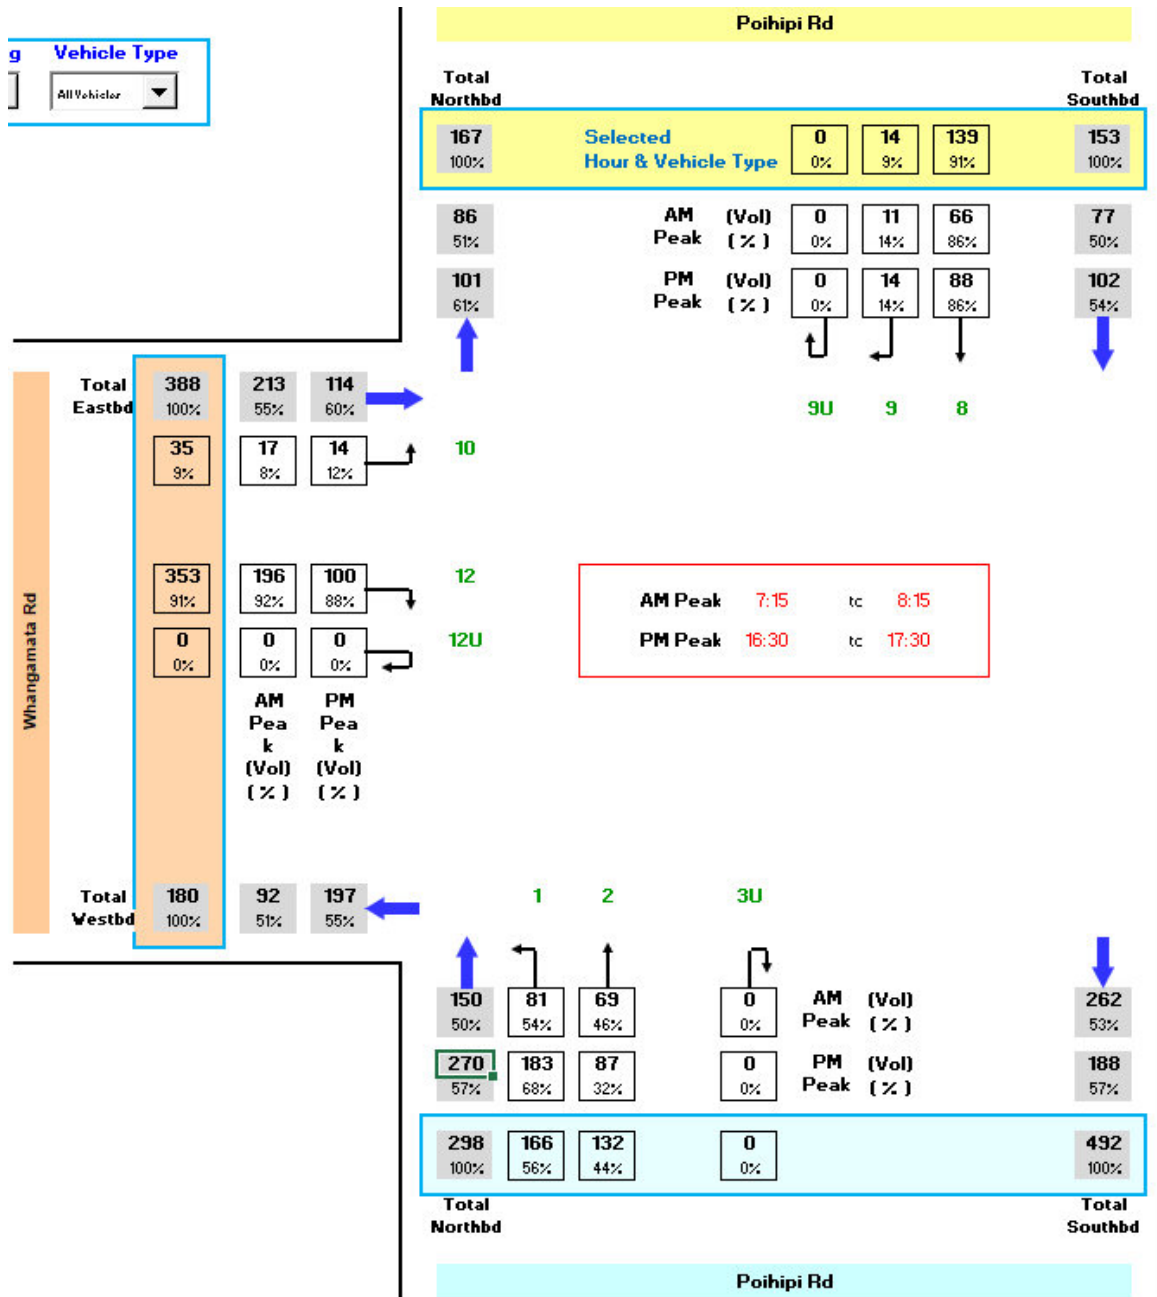 Poihipi Rd
g Vehicle Type
All Vehicles
Total Northbd
Total Southbd
167 100%
Selected Hour & Vehicle Type
0 0%
14 9%
139 91%
153 100%
86 51%
AM Peak (Vol) ( % )
0 0%
11 14%
66 86%
77 50%
101 61%
PM Peak (Vol) ( % )
0 0%
14 14%
88 86%
102 54%
9U 9 8
Total Eastbd
388 100%
213 55%
114 60%
35 9%
17 8%
14 12%
10
353 91%
196 92%
100 88%
12
0 0%
0 0%
0 0%
12U
AM Pea k (Vol) ( % )
PM Pea k (Vol) ( % )
Whangamata Rd
AM Peak 7:15 tc 8:15
PM Peak 16:30 tc 17:30
Total Westbd
180 100%
92 51%
197 55%
1 2 3U
150 50%
81 54%
69 46%
0 0%
AM Peak (Vol) ( % )
262 53%
270 57%
183 68%
87 32%
0 0%
PM Peak (Vol) ( % )
188 57%
298 100%
166 56%
132 44%
0 0%
492 100%
Total Northbd
Total Southbd
Poihipi Rd